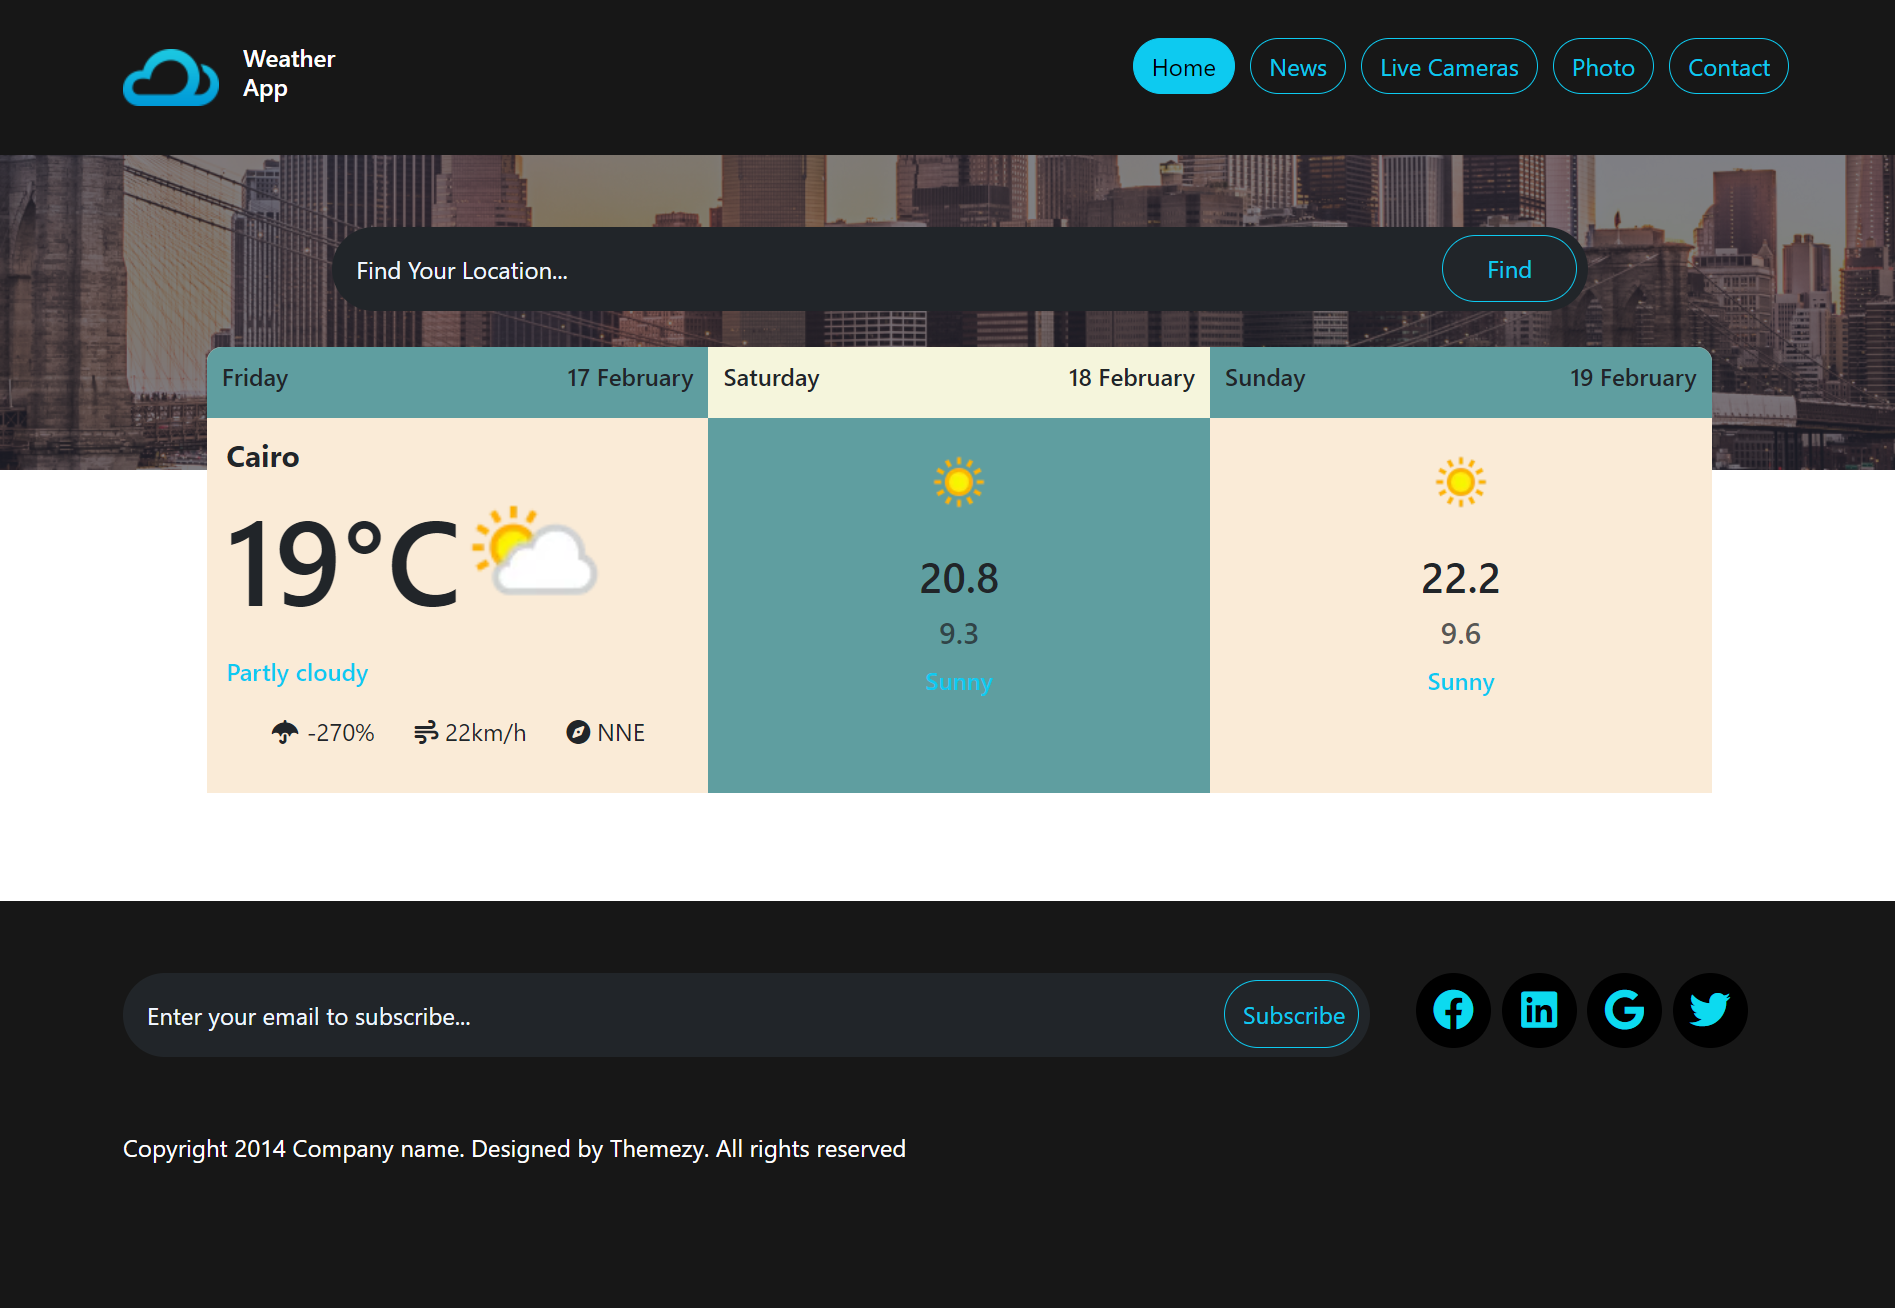 Weather
App
Home
News
Live Cameras
Photo
Contact
Find Your Location...
Find
Friday
17 February
Saturday
18 February
Sunday
19 February
Cairo
19°C
Partly cloudy
-270%
22km/h
NNE
20.8
9.3
Sunny
22.2
9.6
Sunny
Enter your email to subscribe...
Subscribe
Copyright 2014 Company name. Designed by Themezy. All rights reserved